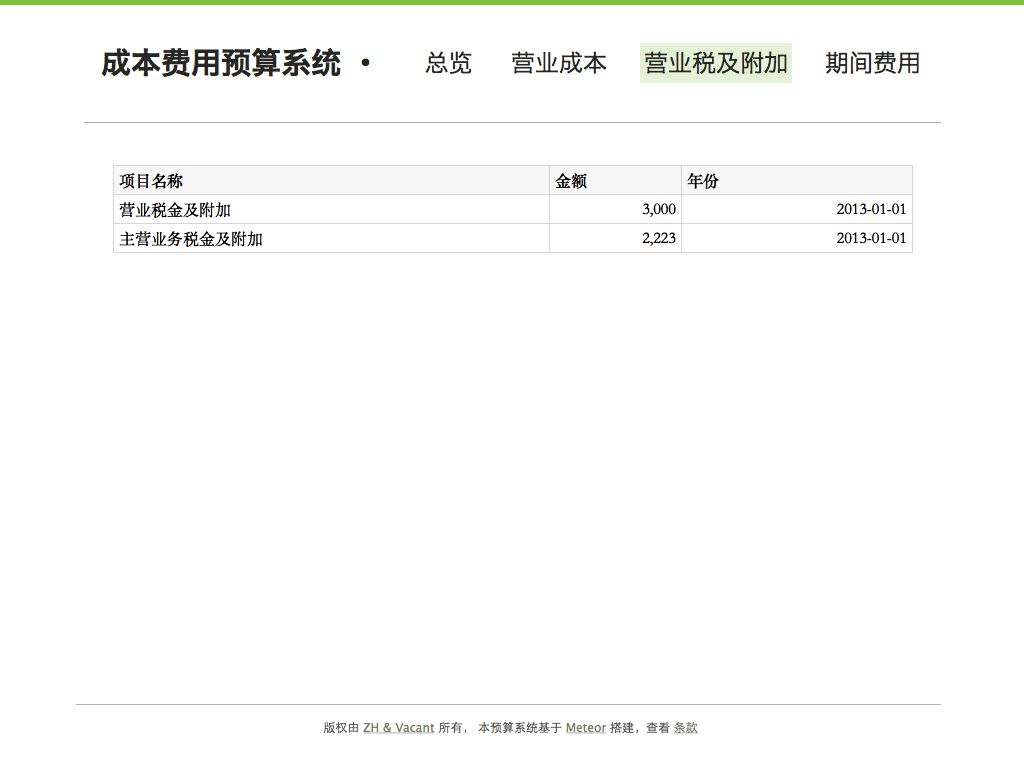 成本费用预算系统 • 总览 营业成本 营业税及附加 期间费用
项目名称 金额 年份
营业税金及附加 3,000 2013-01-01
主营业务税金及附加 2,223 2013-01-01
版权由 ZH & Vacant 所有， 本预算系统基于 Meteor 搭建，查看 条款